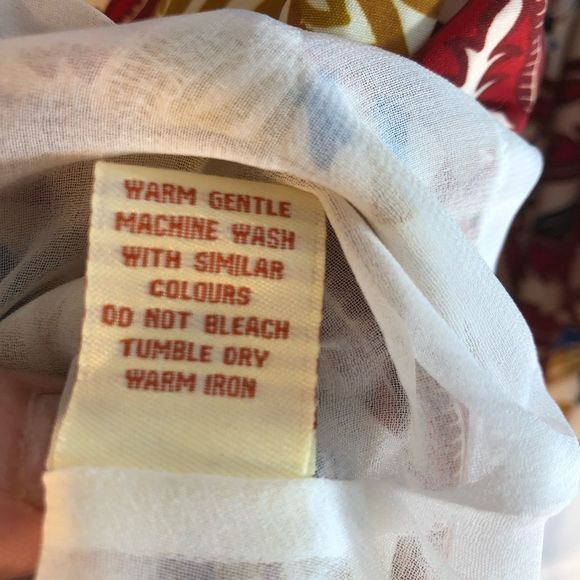 WARM GENTLE
MACHINE WASH
WITH SIMILAR
COLOURS
DO NOT BLEACH
TUMBLE DRY
WARM IRON